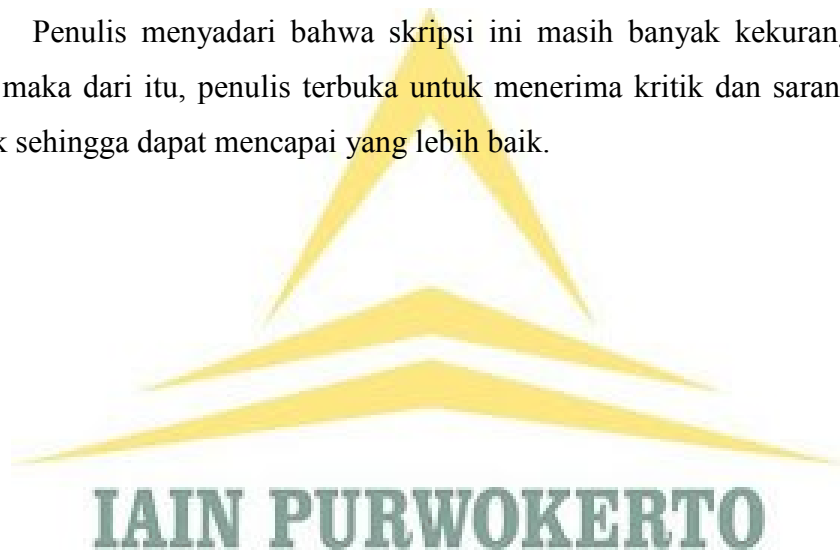 Penulis menyadari bahwa skripsi ini masih banyak
maka dari itu, penulis terbuka untuk menerima kritik dan saran
sehingga dapat mencapai yang lebih baik.
IAIN PURWOKERTO